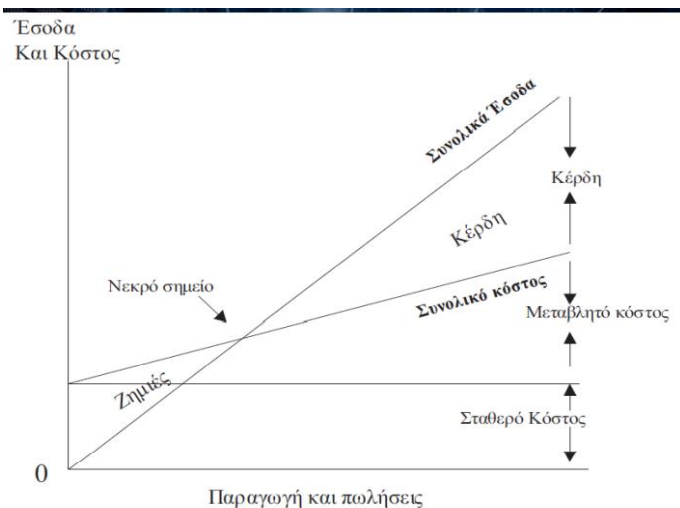 Έσοδα
Και Κόστος
Συνολικά Έσοδα
Κέρδη
Κέρδη
Νεκρό σημείο
Συνολικό κόστος
Μεταβλητό κόστος
Ζημιές
Σταθερό Κόστος
0
Παραγωγή και πωλήσεις